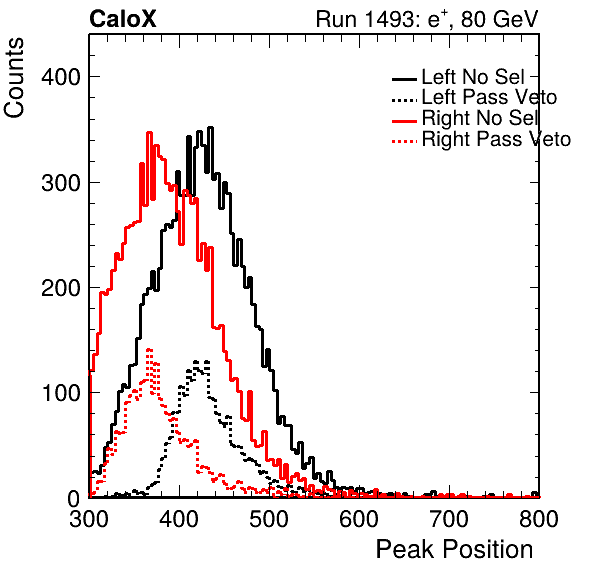 CaloX Run 1493: e+, 80 GeV
Counts
400
300
200
100
0
Left No Sel
Left Pass Veto
Right No Sel
Right Pass Veto
300 400 500 600 700 800
Peak Position